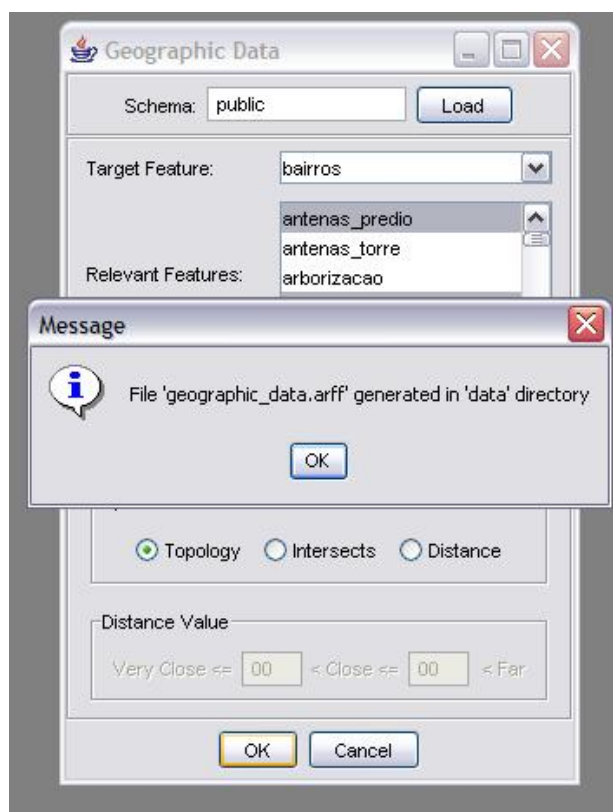 Geographic Data
Schema: public Load
Target Feature: bairros
antenas_predio
antenas_torre
Relevant Features: arborizacao
Message
File 'geographic_data.arff' generated in 'data' directory
OK
Topology Intersects Distance
Distance Value
Very Close <= 00 < Close <= 00 < Far
OK Cancel